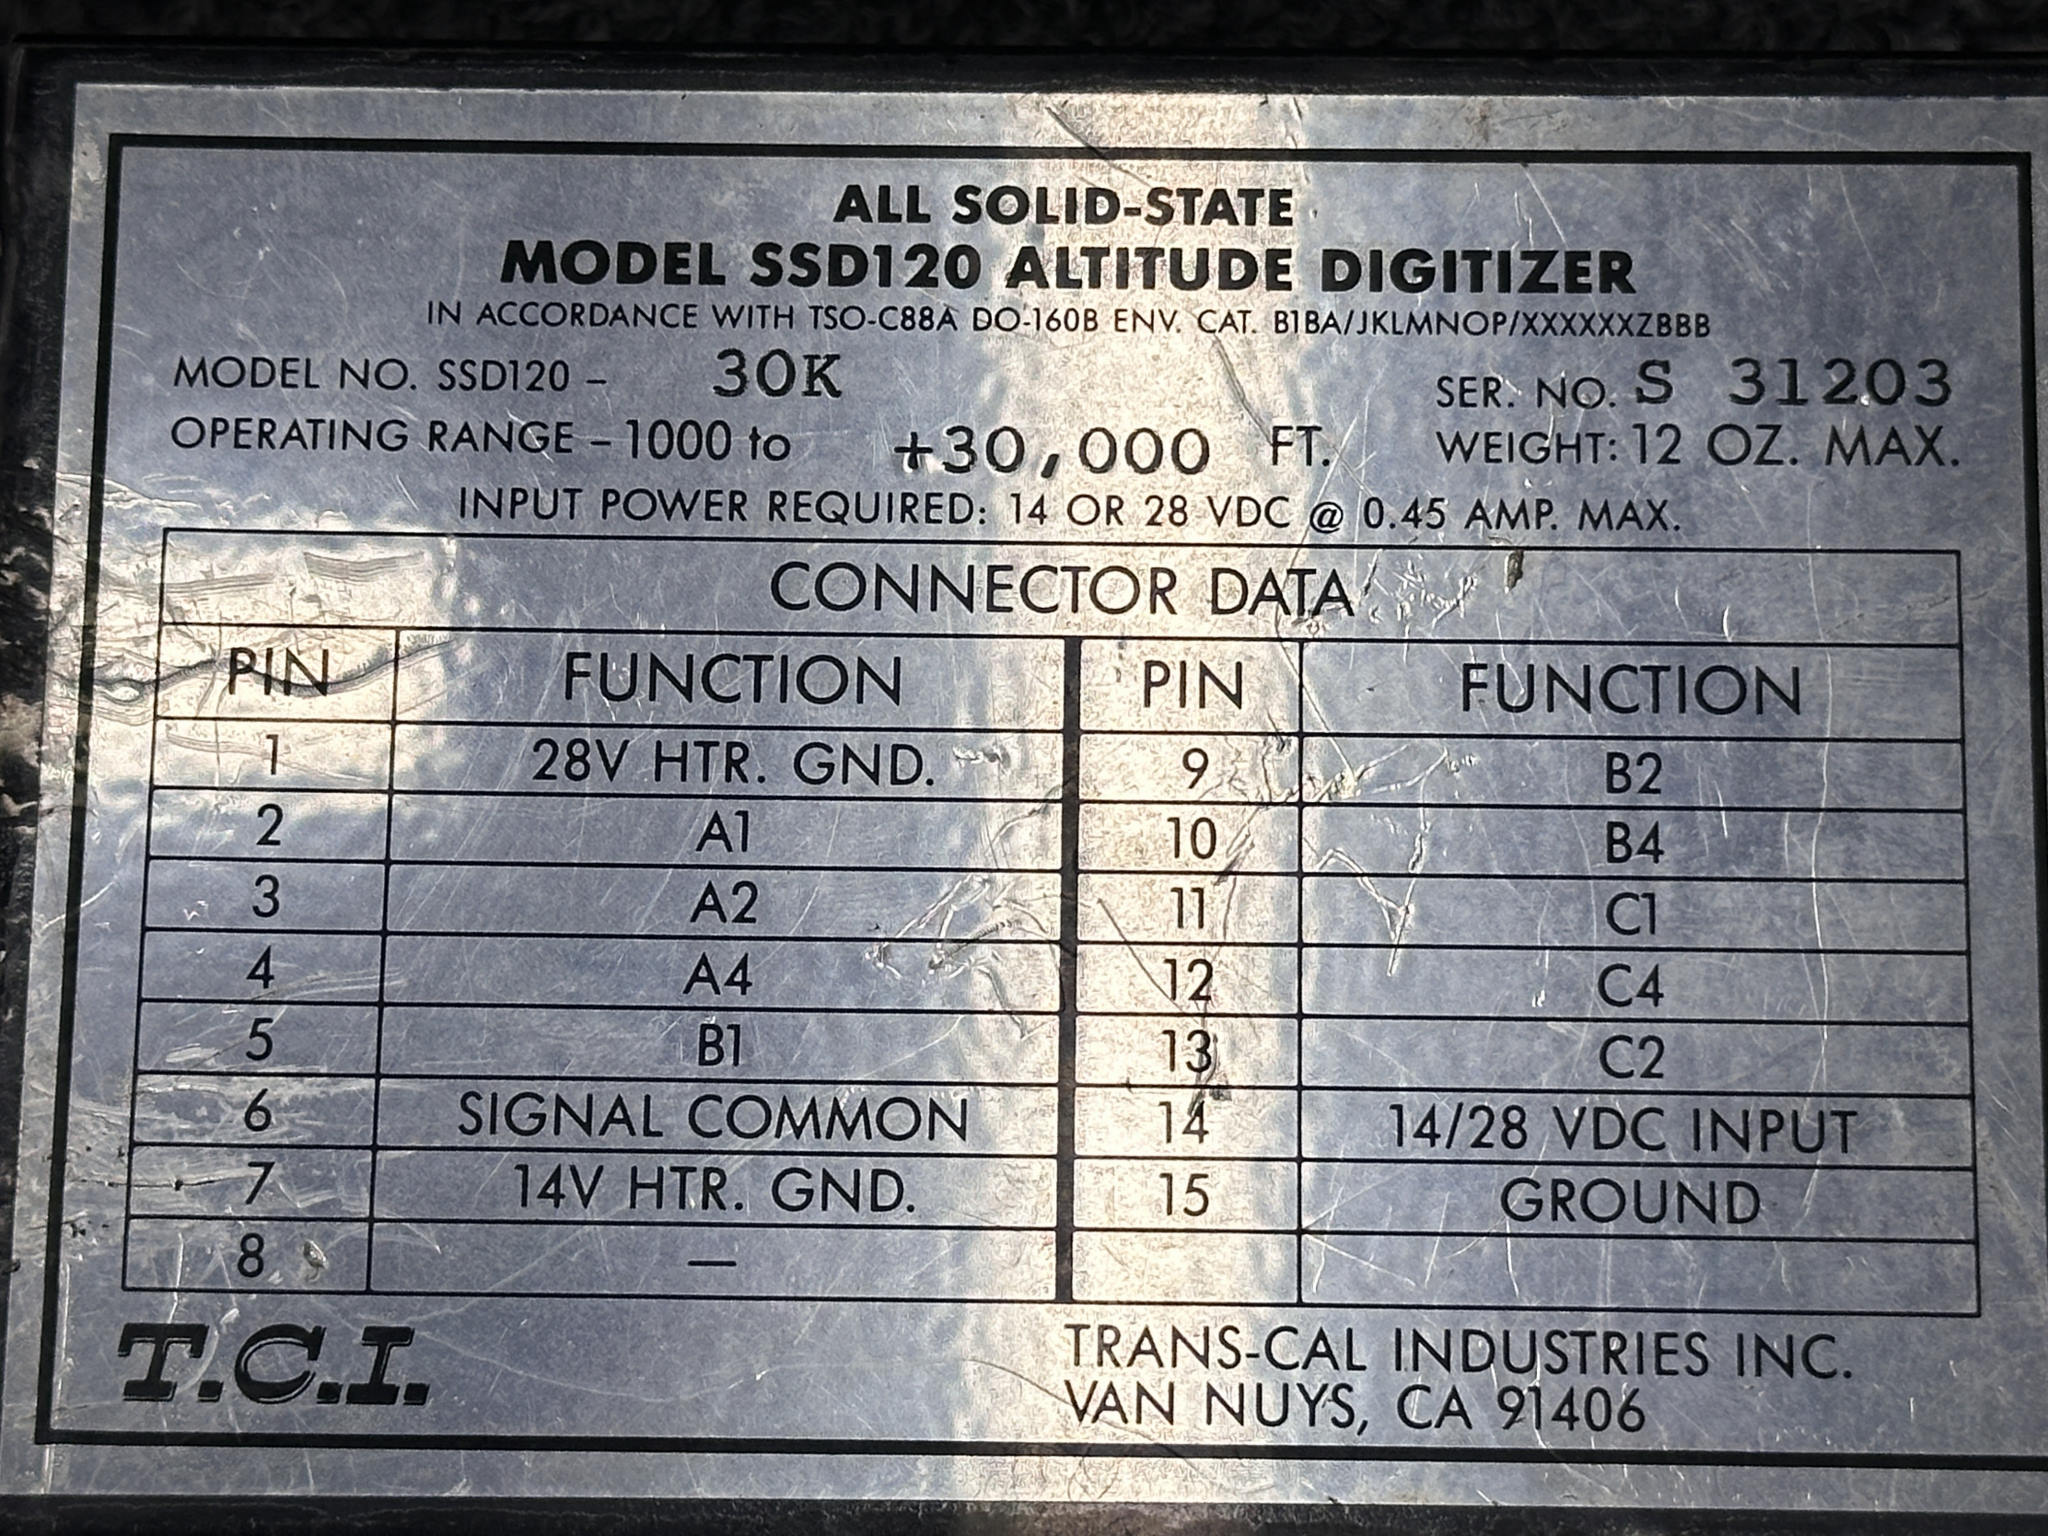 ALL SOLID-STATE
MODEL SSD120 ALTITUDE DIGITIZER
IN ACCORDANCE WITH TSO-C88A DO-160B ENV. CAT. B1BA/JKLMNOP/XXXXXXZBBB
MODEL NO. SSD120 – 30K SER. NO. S 31203
OPERATING RANGE – 1000 to +30,000 FT. WEIGHT: 12 OZ. MAX.
INPUT POWER REQUIRED: 14 OR 28 VDC @ 0.45 AMP. MAX.
CONNECTOR DATA
PIN FUNCTION PIN FUNCTION
1 28V HTR. GND. 9 B2
2 A1 10 B4
3 A2 11 C1
4 A4 12 C4
5 B1 13 C2
6 SIGNAL COMMON 14 14/28 VDC INPUT
7 14V HTR. GND. 15 GROUND
8 —
T.C.I. TRANS-CAL INDUSTRIES INC.
VAN NUYS, CA 91406